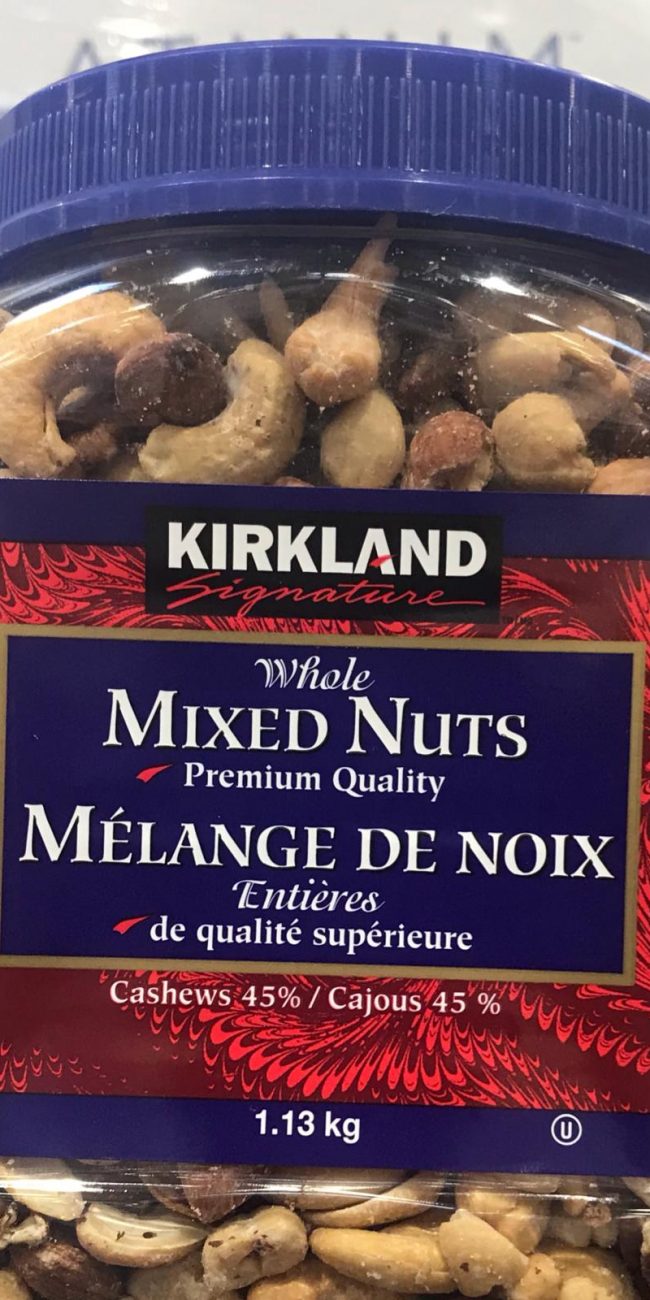 KIRKLAND
Signature
Whole
MIXED NUTS
Premium Quality
MÉLANGE DE NOIX
Entières
de qualité supérieure
Cashews 45% / Cajous 45 %
1.13 kg
U